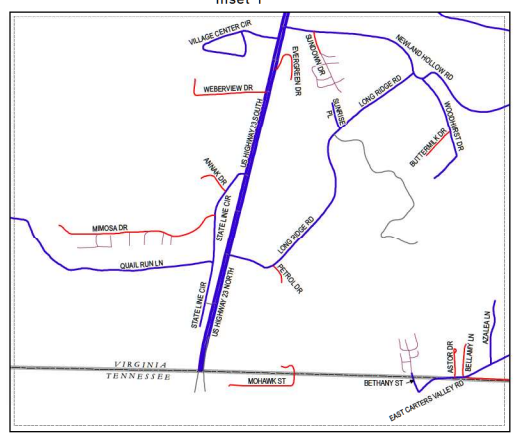 Inset 1
VILLAGE CENTER CIR
SUNDOWN DR
NEWLAND HOLLOW RD
EVERGREEN DR
WEBERVIEW DR
SUNRISE PL
LONG RIDGE RD
WOODHURST DR
US HIGHWAY 23 SOUTH
BUTTERMILK DR
ANNAK DR
STATE LINE CIR
MIMOSA DR
LONG RIDGE RD
QUAIL RUN LN
PETROL DR
STATE LINE CIR
US HIGHWAY 23 NORTH
AZALEA LN
ASTOR DR
BELLAMY LN
VIRGINIA
TENNESSEE
MOHAWK ST
BETHANY ST
EAST CARTERS VALLEY RD